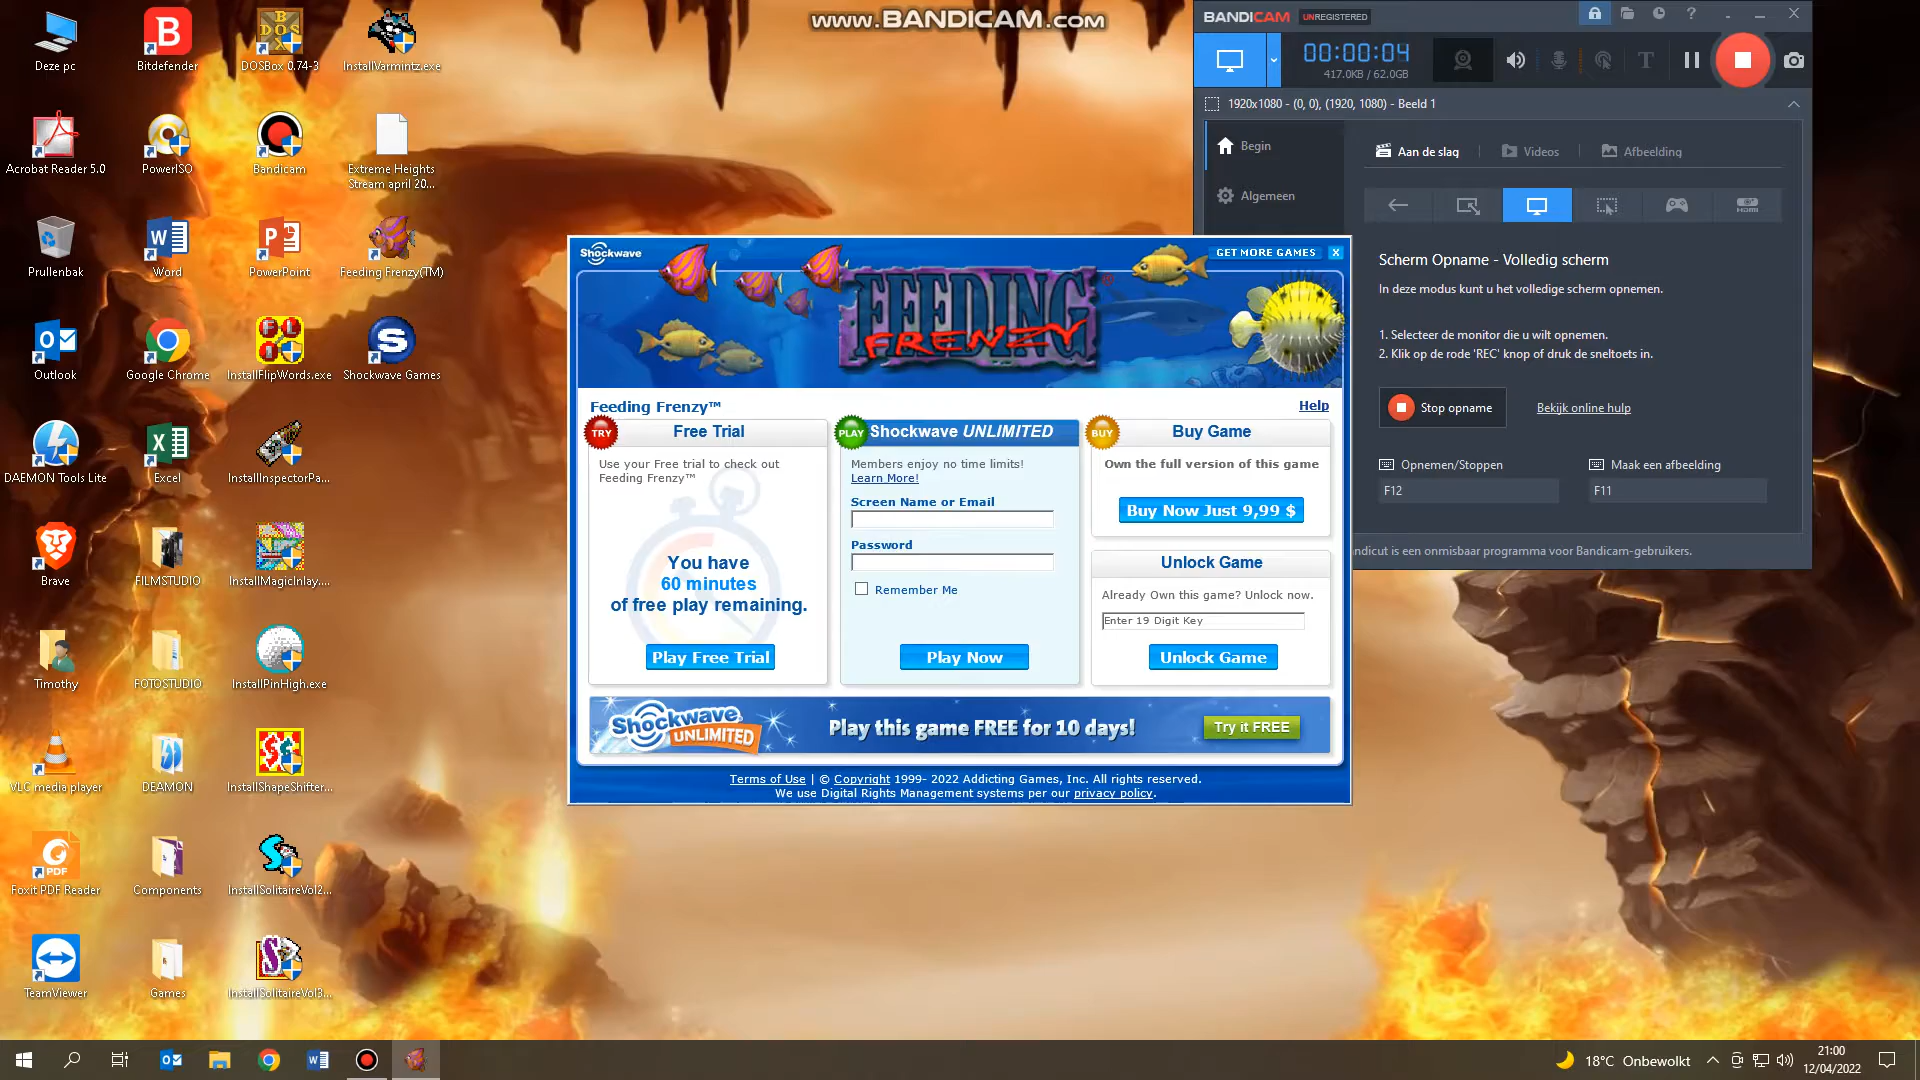 www.BANDICAM.com
Deze pc
Bitdefender
DOSBox 0.74-3
InstallVarmintz.exe
Acrobat Reader 5.0
PowerISO
Bandicam
Extreme Heights
Stream april 20...
Prullenbak
Word
PowerPoint
Feeding Frenzy(TM)
Outlook
Google Chrome
InstallFlipWords.exe
Shockwave Games
DAEMON Tools Lite
Excel
InstallInspectorPa...
Brave
FILMSTUDIO
InstallMagicInlay....
Timothy
FOTOSTUDIO
InstallPinHigh.exe
VLC media player
DEAMON
InstallShapeShifter...
Foxit PDF Reader
Components
InstallSolitaireVol2...
TeamViewer
Games
InstallSolitaireVol3...
BANDICAM UNREGISTERED
00:00:04
417.0KB / 62.0GB
1920x1080 - (0, 0), (1920, 1080) - Beeld 1
Begin
Algemeen
Aan de slag
Videos
Afbeelding
HDMI
Scherm Opname - Volledig scherm
In deze modus kunt u het volledige scherm opnemen.
1. Selecteer de monitor die u wilt opnemen.
2. Klik op de rode 'REC' knop of druk de sneltoets in.
Stop opname
Bekijk online hulp
Opnemen/Stoppen
Maak een afbeelding
F12
F11
ndicut is een onmisbaar programma voor Bandicam-gebruikers.
Shockwave
GET MORE GAMES
FEEDING
FRENZY
Feeding Frenzy™
Help
TRY
Free Trial
Use your Free trial to check out
Feeding Frenzy™
You have
60 minutes
of free play remaining.
Play Free Trial
PLAY
Shockwave UNLIMITED
Members enjoy no time limits!
Learn More!
Screen Name or Email
Password
Remember Me
Play Now
BUY
Buy Game
Own the full version of this game
Buy Now Just 9,99 $
Unlock Game
Already Own this game? Unlock now.
Enter 19 Digit Key
Unlock Game
Shockwave
UNLIMITED
Play this game FREE for 10 days!
Try it FREE
Terms of Use | © Copyright 1999- 2022 Addicting Games, Inc. All rights reserved.
We use Digital Rights Management systems per our privacy policy.
18°C Onbewolkt
21:00
12/04/2022